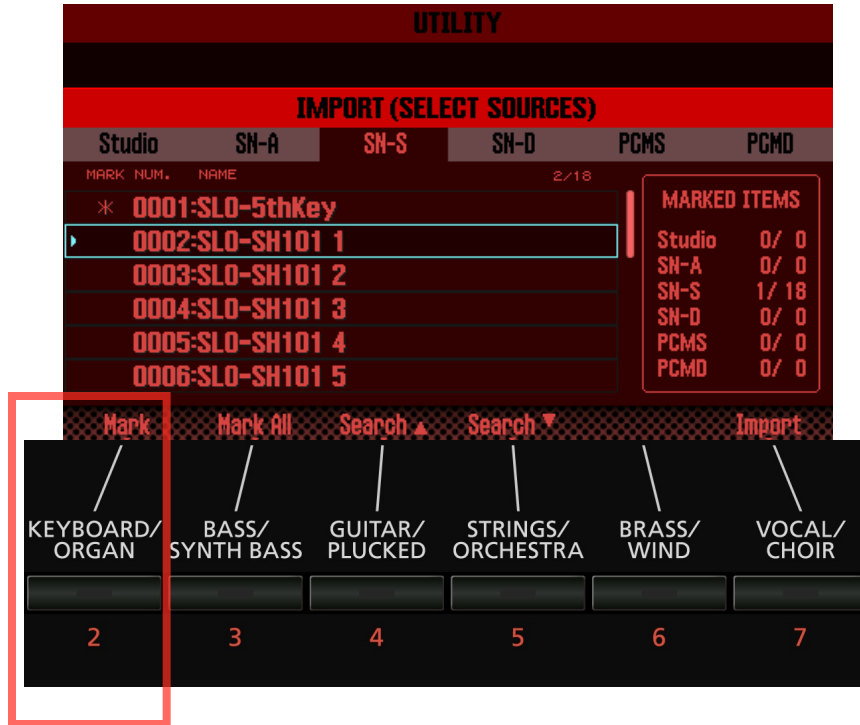 UTILITY
IMPORT (SELECT SOURCES)
Studio SN-A SN-S SN-D PCMS PCMD
MARK NUM. NAME 2/18
* 0001:SL0-5thKey
0002:SL0-SH101 1
0003:SL0-SH101 2
0004:SL0-SH101 3
0005:SL0-SH101 4
0006:SL0-SH101 5
MARKED ITEMS
Studio 0/ 0
SN-A 0/ 0
SN-S 1/ 18
SN-D 0/ 0
PCMS 0/ 0
PCMD 0/ 0
Mark Mark All Search ▲ Search ▼ Import
KEYBOARD/ BASS/ GUITAR/ STRINGS/ BRASS/ VOCAL/
ORGAN SYNTH BASS PLUCKED ORCHESTRA WIND CHOIR
2 3 4 5 6 7